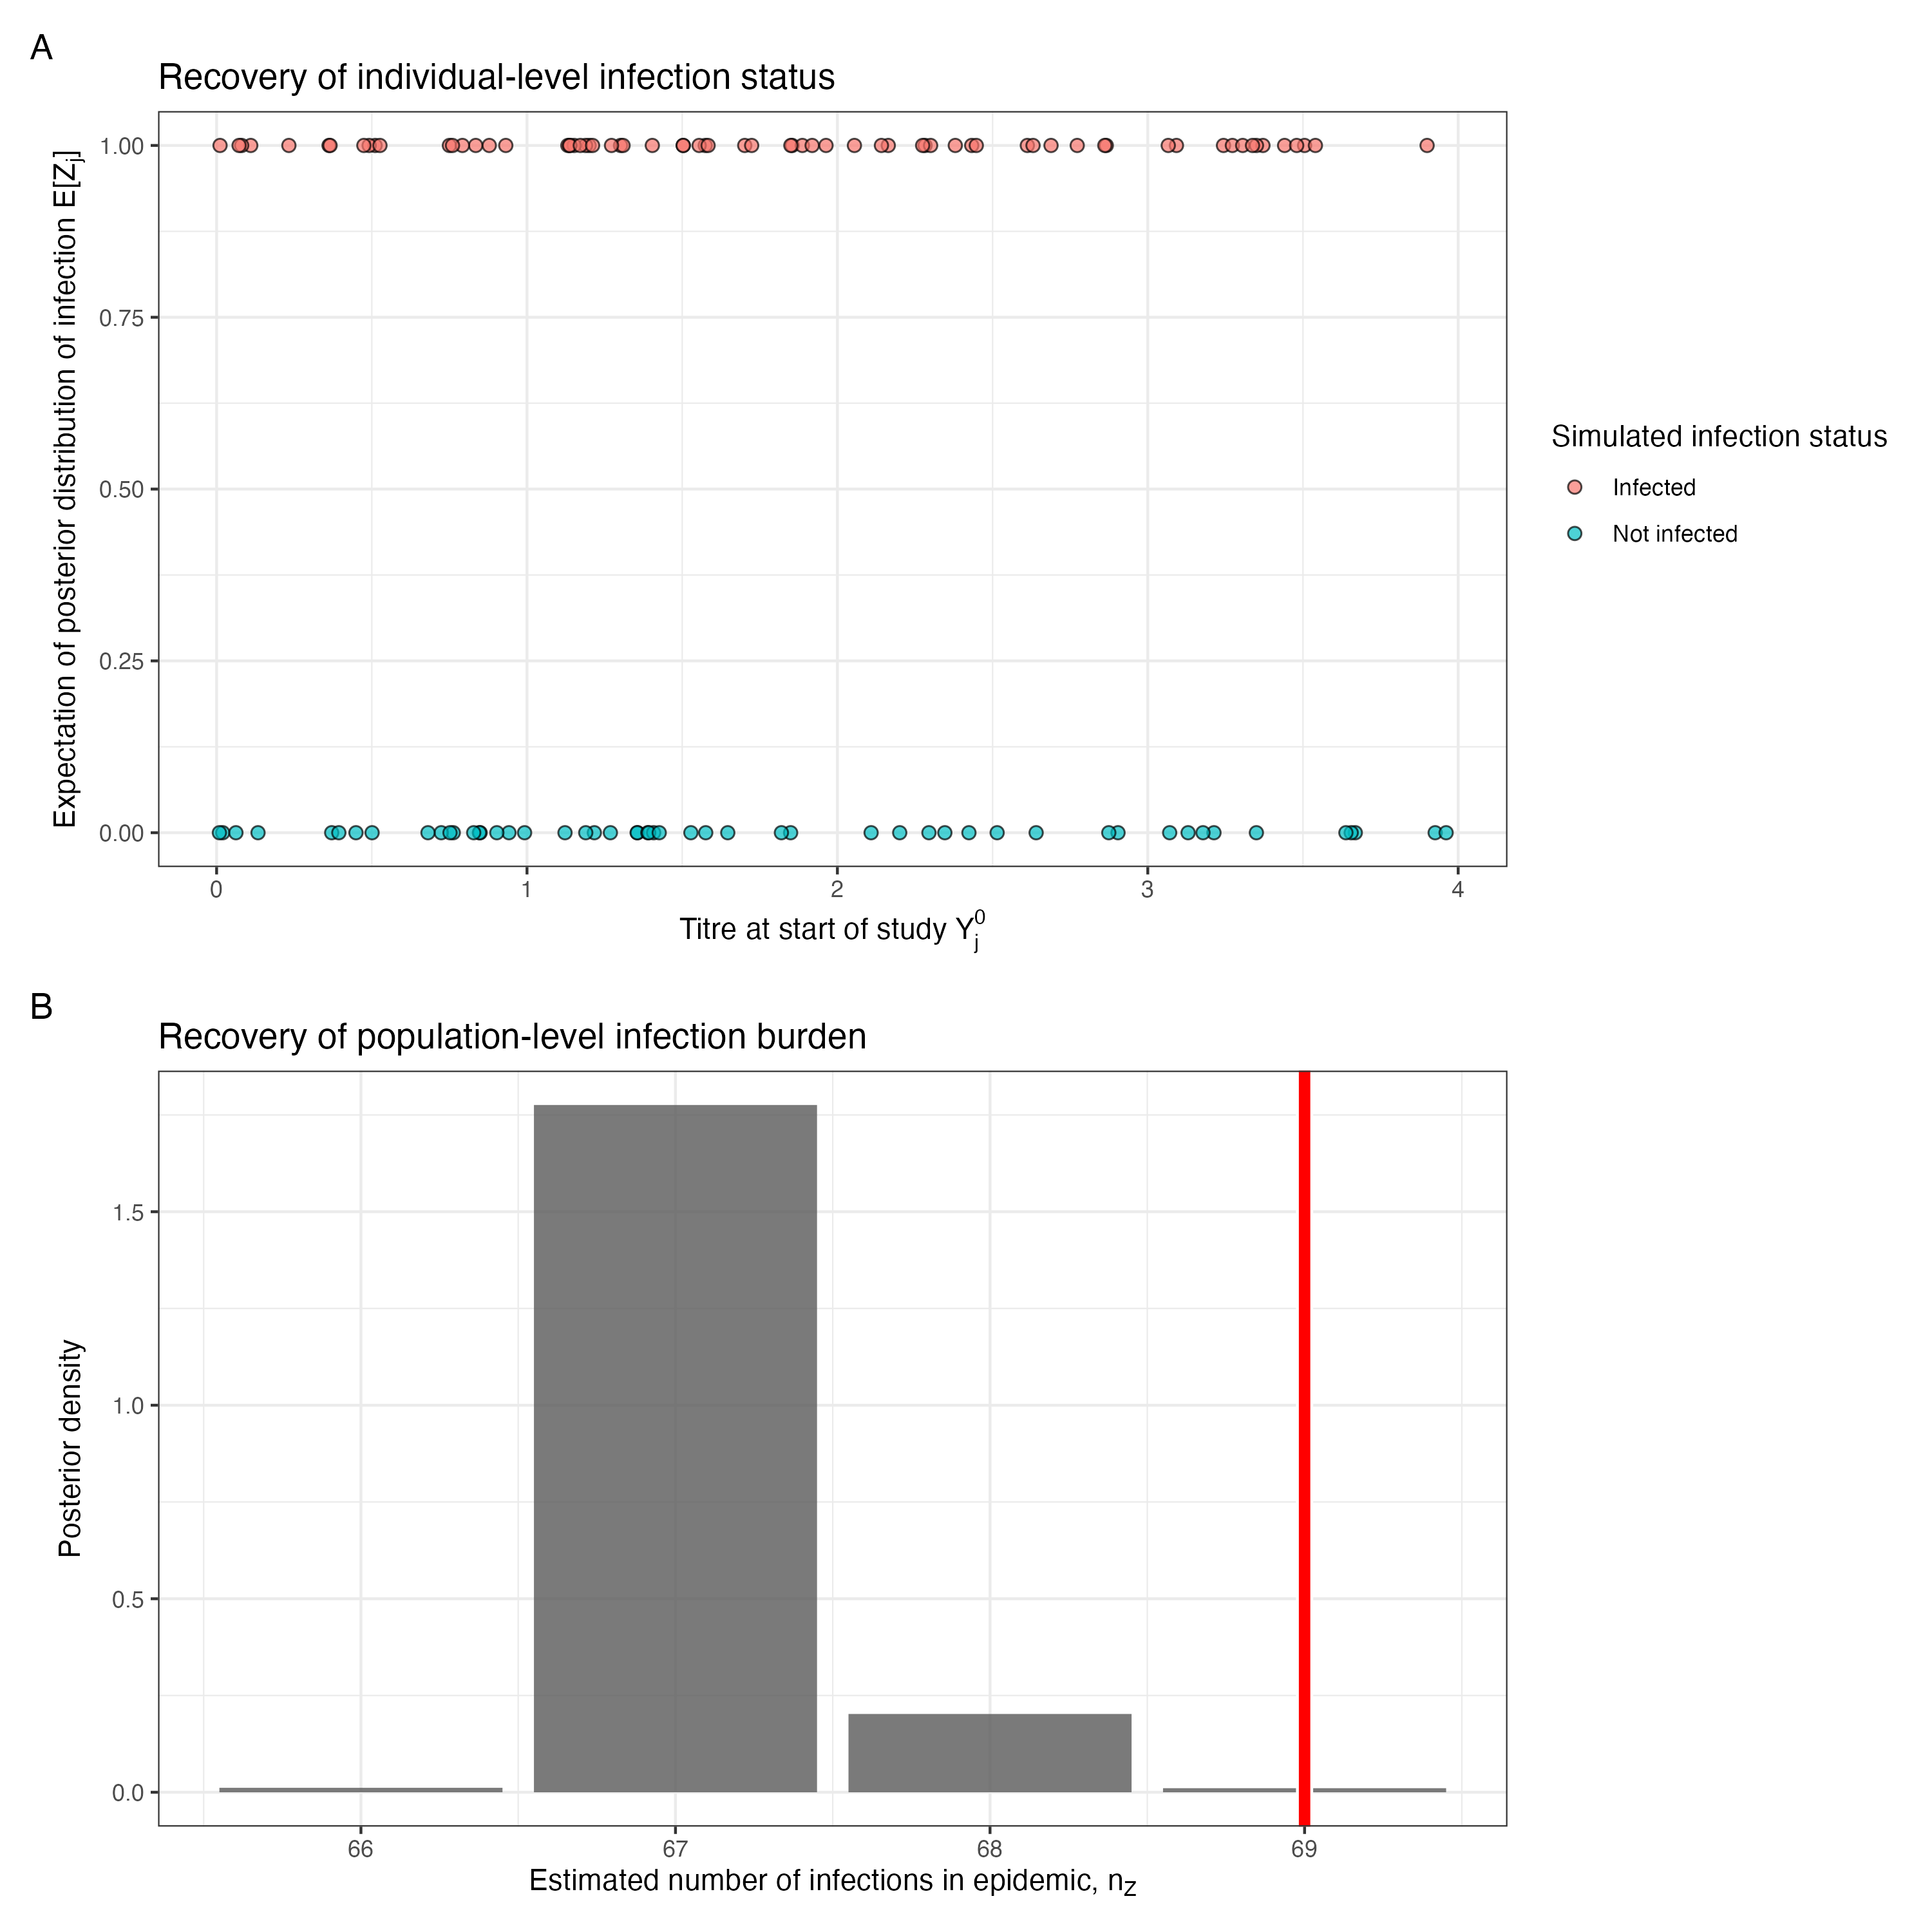 A
Recovery of individual-level infection status
Expectation of posterior distribution of infection E[Zj]
1.00
0.75
0.50
0.25
0.00
0 1 2 3 4
Titre at start of study Yj0
Simulated infection status
Infected
Not infected
B
Recovery of population-level infection burden
Posterior density
1.5
1.0
0.5
0.0
66 67 68 69
Estimated number of infections in epidemic, nZ